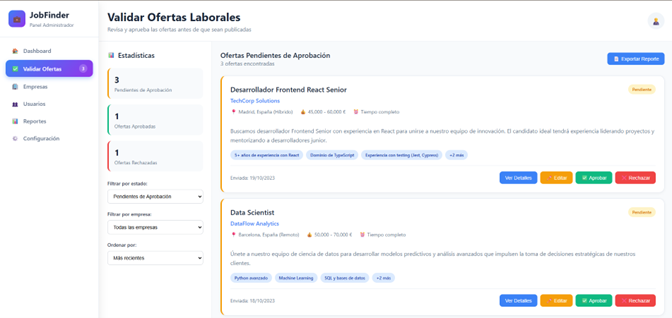 JobFinder
Panel Administrador
Dashboard
Validar Ofertas 3
Empresas
Usuarios
Reportes
Configuración
Validar Ofertas Laborales
Revisa y aprueba las ofertas antes de que sean publicadas
Estadísticas
3
Pendientes de Aprobación
1
Ofertas Aprobadas
1
Ofertas Rechazadas
Filtrar por estado:
Pendientes de Aprobación
Filtrar por empresa:
Todas las empresas
Ordenar por:
Más recientes
Ofertas Pendientes de Aprobación
3 ofertas encontradas
Exportar Reporte
Desarrollador Frontend React Senior
Pendiente
TechCorp Solutions
Madrid, España (Híbrido) 45,000 - 60,000 € Tiempo completo
Buscamos desarrollador Frontend Senior con experiencia en React para unirse a nuestro equipo de innovación. El candidato ideal tendrá experiencia liderando proyectos y
mentorizando a desarrolladores junior.
5+ años de experiencia con React Dominio de TypeScript Experiencia con testing (Jest, Cypress) +2 más
Enviada: 19/10/2023
Ver Detalles Editar Aprobar Rechazar
Data Scientist
Pendiente
DataFlow Analytics
Barcelona, España (Remoto) 50,000 - 70,000 € Tiempo completo
Únete a nuestro equipo de ciencia de datos para desarrollar modelos predictivos y análisis avanzados que impulsen la toma de decisiones estratégicas de nuestros
clientes.
Python avanzado Machine Learning SQL y bases de datos +2 más
Enviada: 18/10/2023
Ver Detalles Editar Aprobar Rechazar